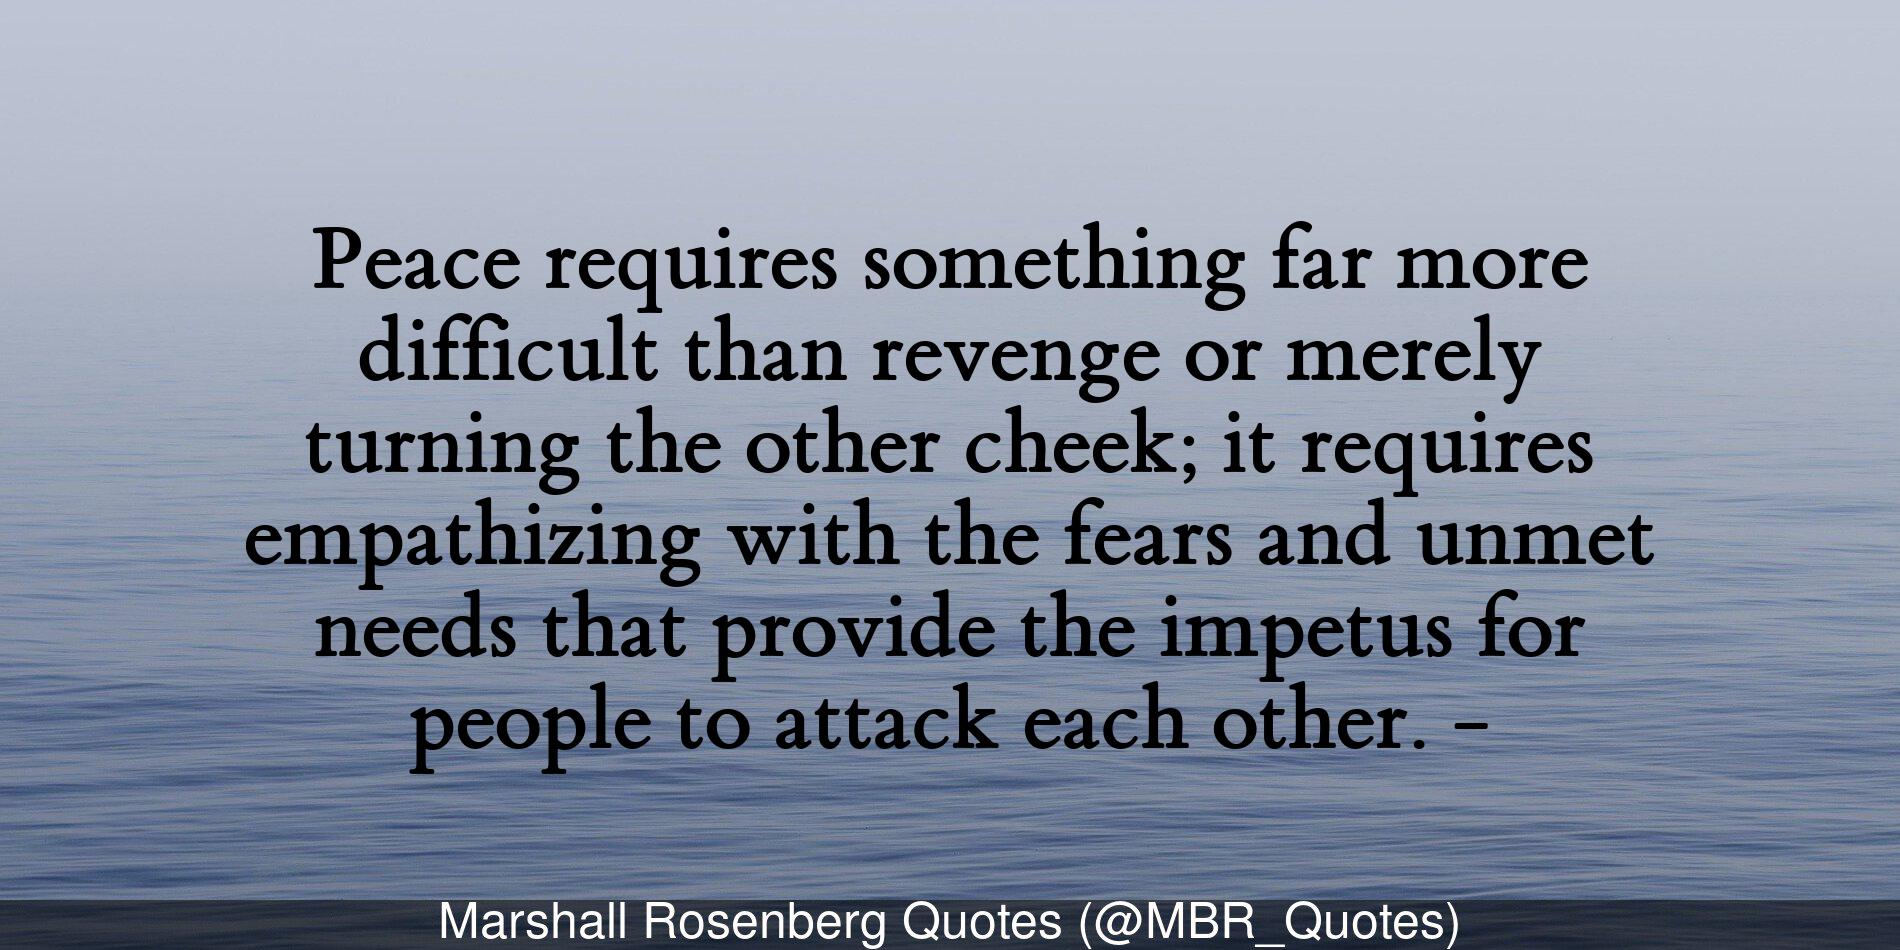 Peace requires something far more
difficult than revenge or merely
turning the other cheek; it requires
empathizing with the fears and unmet
needs that provide the impetus for
people to attack each other. -
Marshall Rosenberg Quotes (@MBR_Quotes)